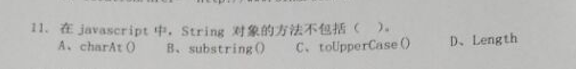 11. 在 javascript 中，String 对象的方法不包括（ ）。
A、charAt() B、substring() C、toUpperCase() D、Length